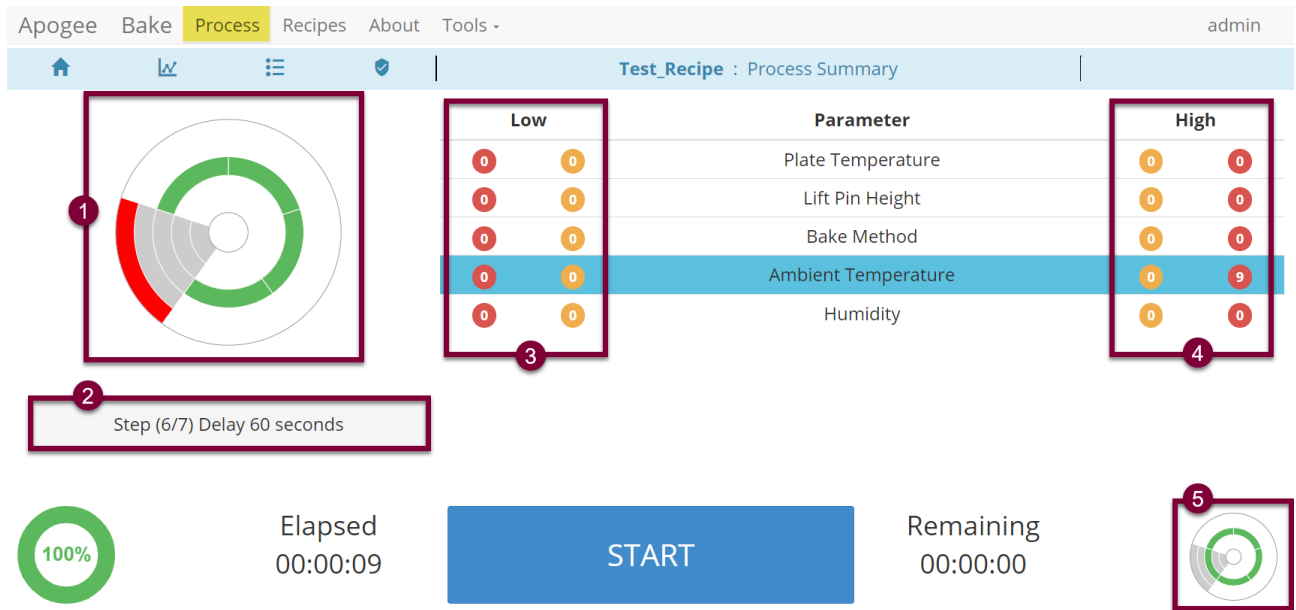 Apogee Bake Process Recipes About Tools admin
Test_Recipe : Process Summary
Low Parameter High
0 0 Plate Temperature 0 0
0 0 Lift Pin Height 0 0
1
0 0 Bake Method 0 0
0 0 Ambient Temperature 0 9
0 0 Humidity 0 0
3 4
2
Step (6/7) Delay 60 seconds
5
Elapsed Remaining
100% START
00:00:09 00:00:00